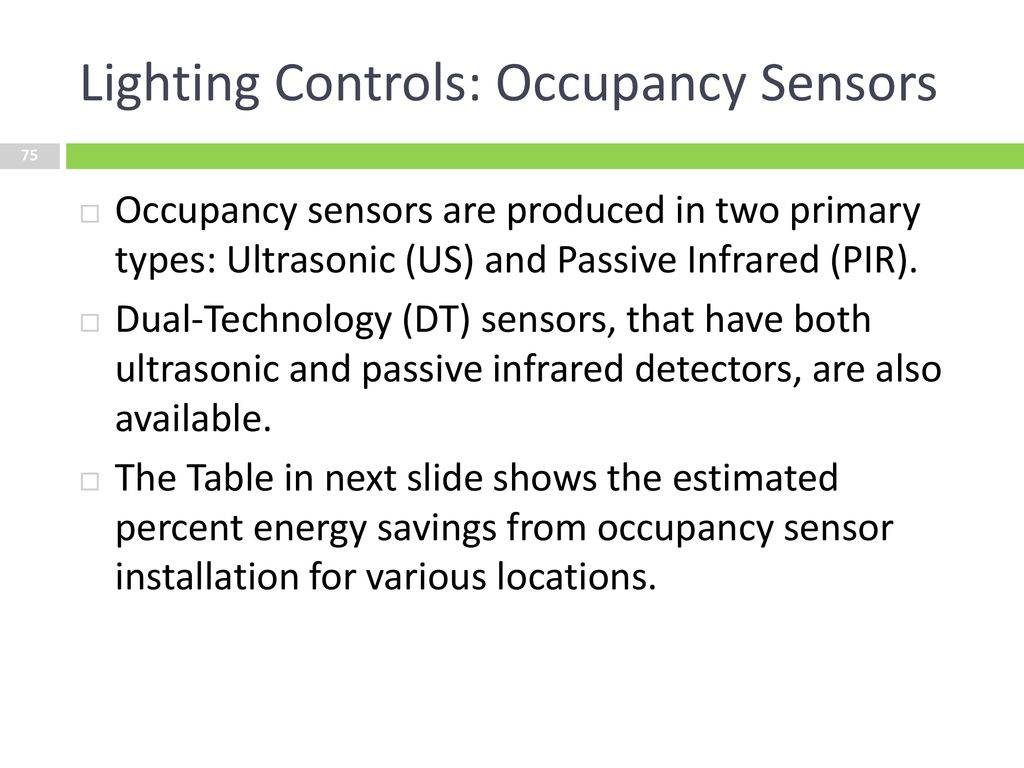 Lighting Controls: Occupancy Sensors
75
Occupancy sensors are produced in two primary
types: Ultrasonic (US) and Passive Infrared (PIR).
Dual-Technology (DT) sensors, that have both
ultrasonic and passive infrared detectors, are also
available.
The Table in next slide shows the estimated
percent energy savings from occupancy sensor
installation for various locations.